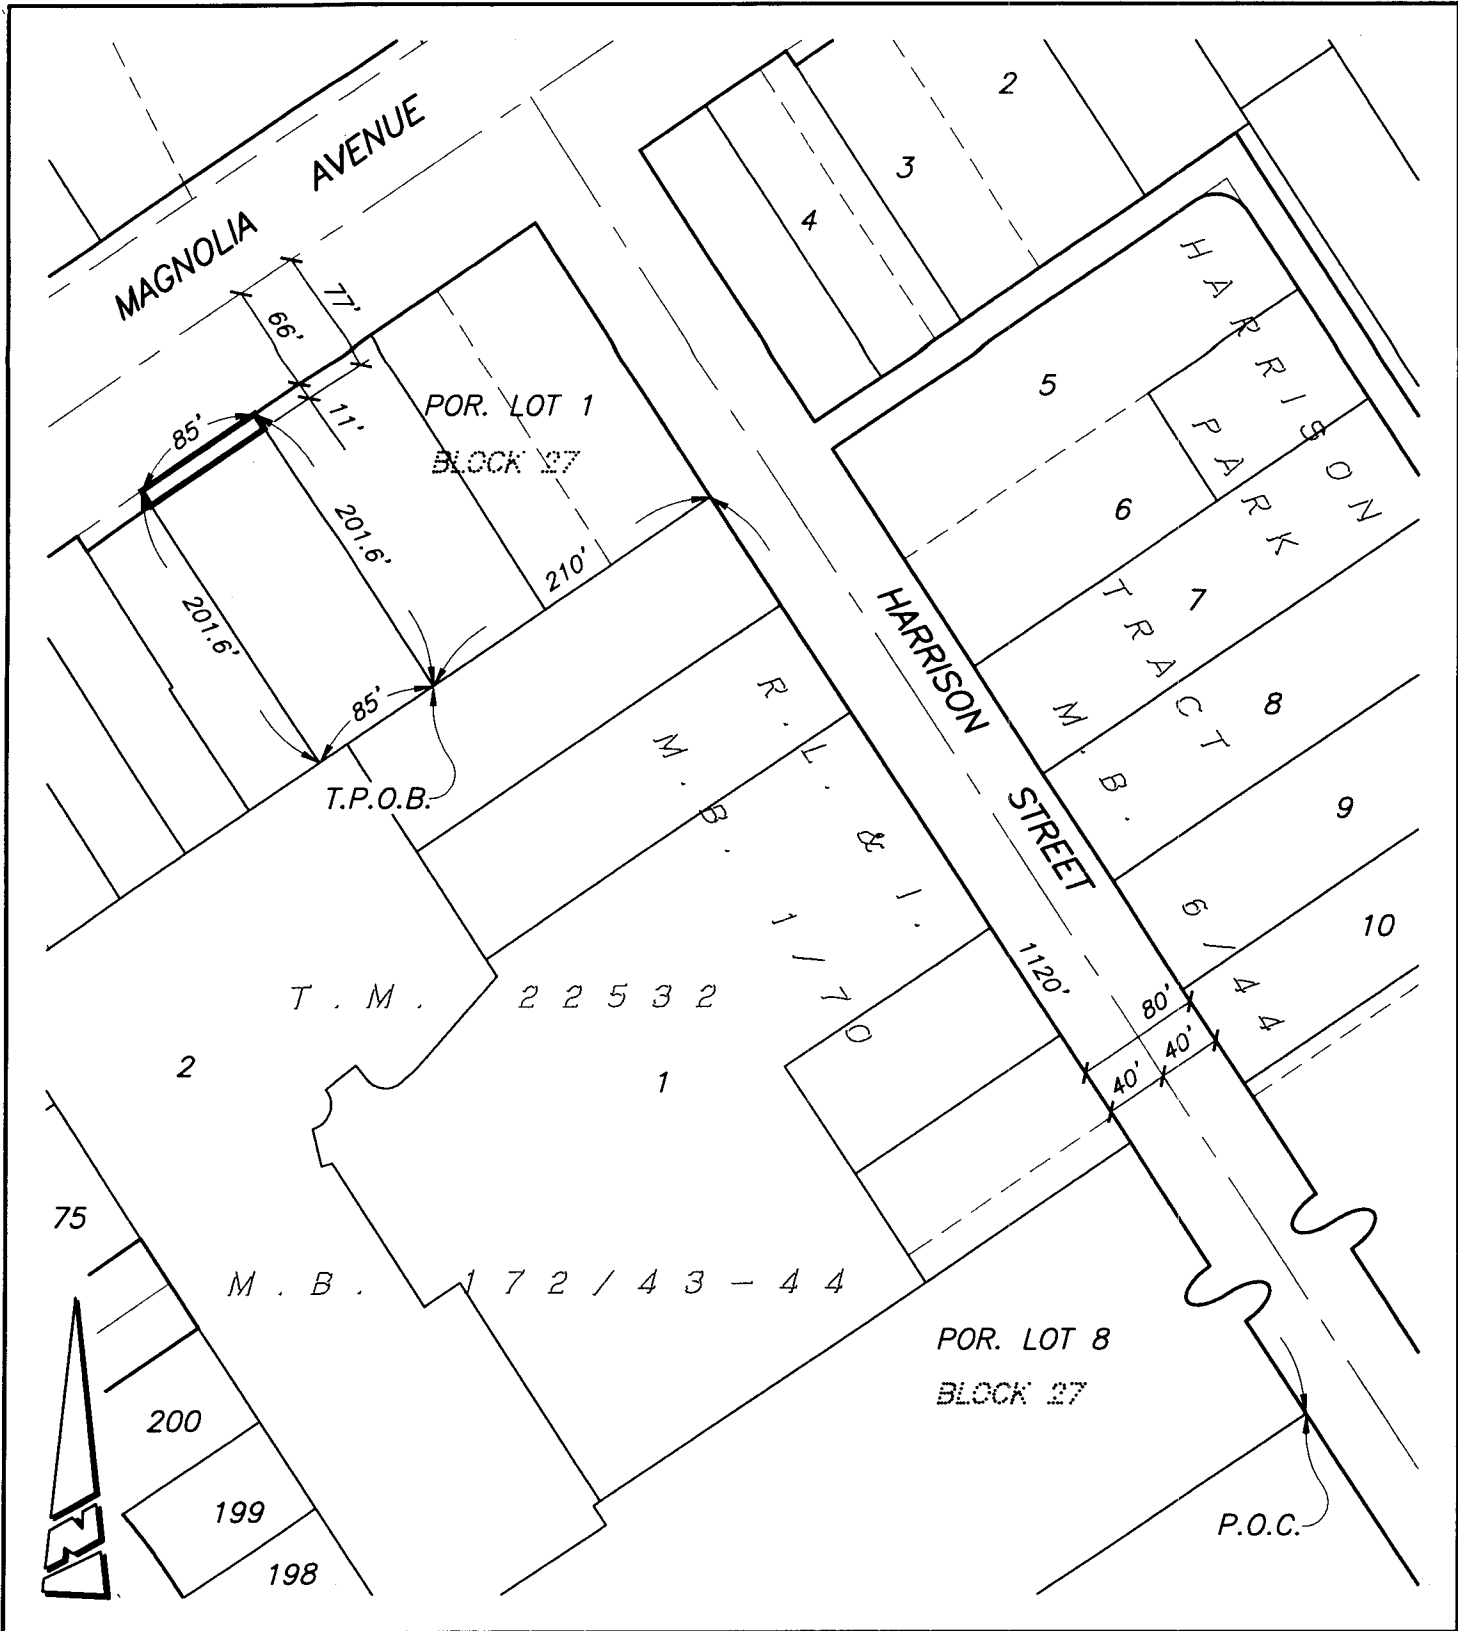 MAGNOLIA AVENUE
2
3
4
77'
66'
11'
85'
POR. LOT 1
BLOCK 27
201.6'
201.6'
210'
85'
T.P.O.B.
HARRISON
PARK
TRACT
M.B.
6/44
5
6
7
8
9
10
HARRISON STREET
R. L. & I.
M.B. 1/70
1120'
80'
40'
40'
T.M. 22532
2
1
M.B. 172/43-44
75
200
199
198
POR. LOT 8
BLOCK 27
P.O.C.
N